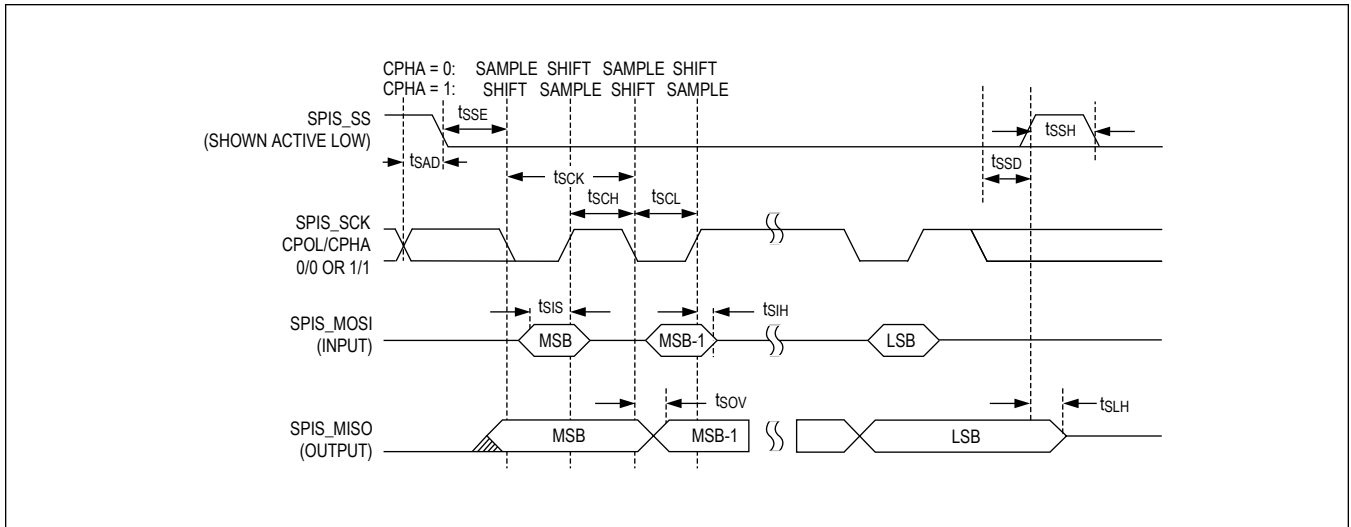 CPHA = 0: SAMPLE SHIFT SAMPLE SHIFT
CPHA = 1: SHIFT SAMPLE SHIFT SAMPLE
SPIS_SS
(SHOWN ACTIVE LOW)
tSSE
tSAD
tSSH
tSSD
tSCK
tSCH
tSCL
SPIS_SCK
CPOL/CPHA
0/0 OR 1/1
SPIS_MOSI
(INPUT)
tSIS
tSIH
MSB
MSB-1
LSB
SPIS_MISO
(OUTPUT)
tSOV
tSLH
MSB
MSB-1
LSB